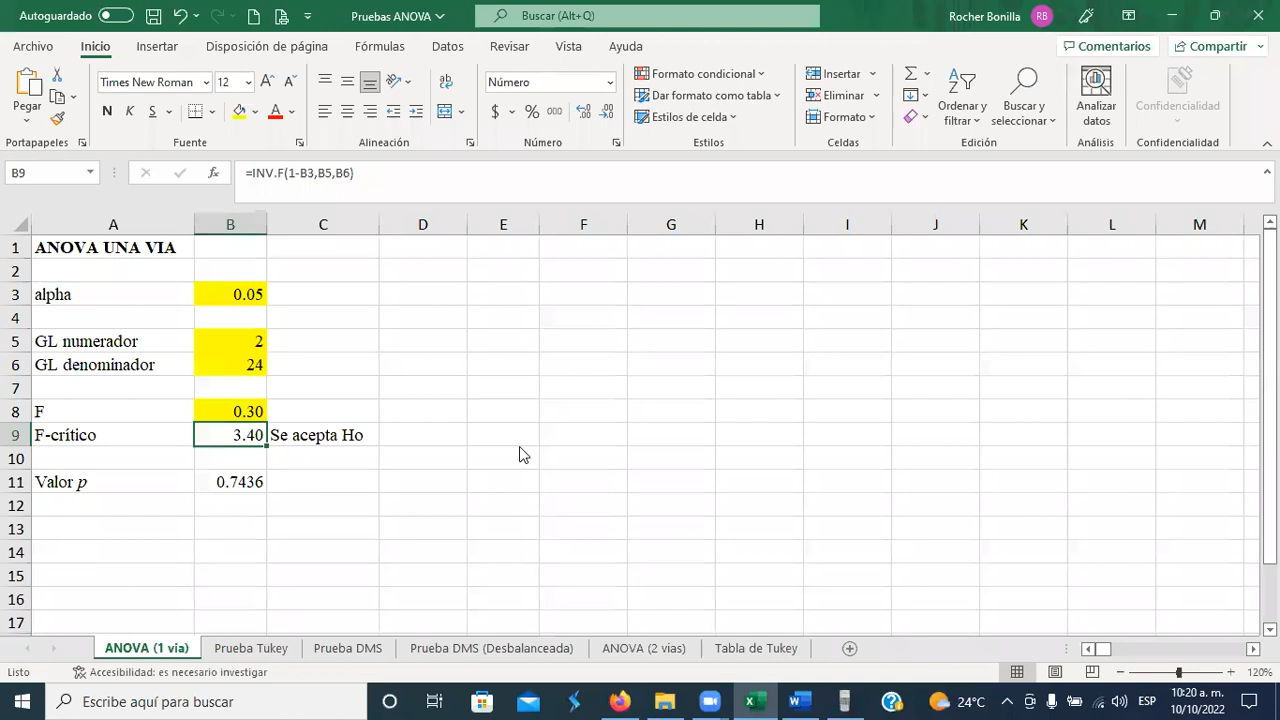 Autoguardado
Pruebas ANOVA
Buscar (Alt+Q)
Rocher Bonilla
RB
Archivo Inicio Insertar Disposición de página Fórmulas Datos Revisar Vista Ayuda
Comentarios Compartir
Pegar
Times New Roman 12
N K S
Número
$ % 000
Formato condicional
Dar formato como tabla
Estilos de celda
Insertar
Eliminar
Formato
Ordenar y filtrar
Buscar y seleccionar
Analizar datos
Confidencialidad
Portapapeles Fuente Alineación Número Estilos Celdas Edición Análisis Confidencialidad
B9 fx =INV.F(1-B3,B5,B6)
A B C D E F G H I J K L M
1 ANOVA UNA VIA
2
3 alpha 0.05
4
5 GL numerador 2
6 GL denominador 24
7
8 F 0.30
9 F-crítico 3.40 Se acepta Ho
10
11 Valor p 0.7436
12
13
14
15
16
17
ANOVA (1 via) Prueba Tukey Prueba DMS Prueba DMS (Desbalanceada) ANOVA (2 vias) Tabla de Tukey
Listo Accesibilidad: es necesario investigar 120%
Escribe aquí para buscar
24°C
ESP
10:20 a. m.
10/10/2022